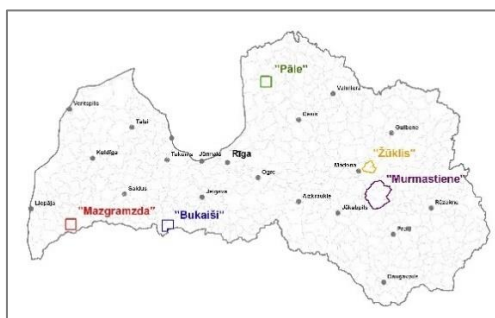 "Pāle"
Valmiera
Ventspils
Talsi
Cēsis
Gulbene
Tukums
Jūrmala
Rīga
Kuldīga
"Žūklis"
Madona
Ogre
"Murmastiene"
Saldus
Jelgava
Aizkraukle
Liepāja
"Mazgramzda"
"Bukaiši"
Jēkabpils
Rēzekne
Preiļi
Daugavpils